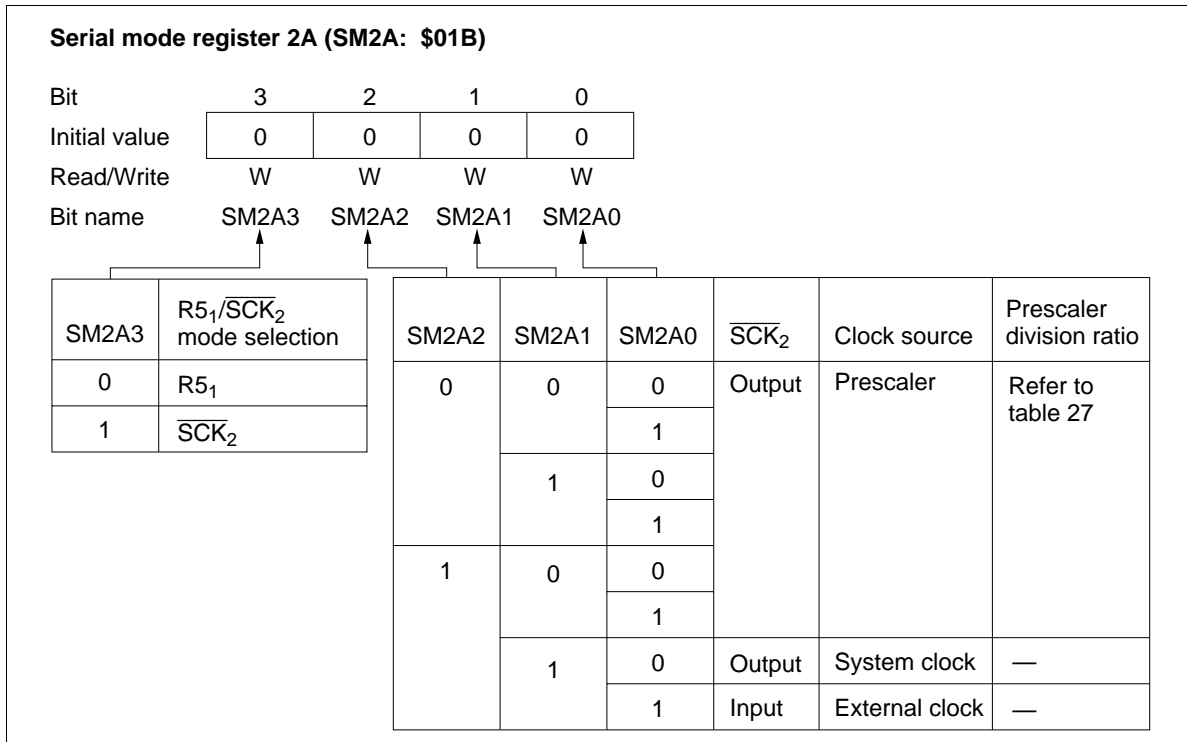 Serial mode register 2A (SM2A: $01B)
Bit 3 2 1 0
Initial value 0 0 0 0
Read/Write W W W W
Bit name SM2A3 SM2A2 SM2A1 SM2A0
SM2A3 R5₁/S̅C̅K̅₂ mode selection
0 R5₁
1 S̅C̅K̅₂
SM2A2 SM2A1 SM2A0 S̅C̅K̅₂ Clock source Prescaler division ratio
0 0 0 Output Prescaler Refer to table 27
1
1 0
1
1 0 0
1
1 0 Output System clock —
1 Input External clock —